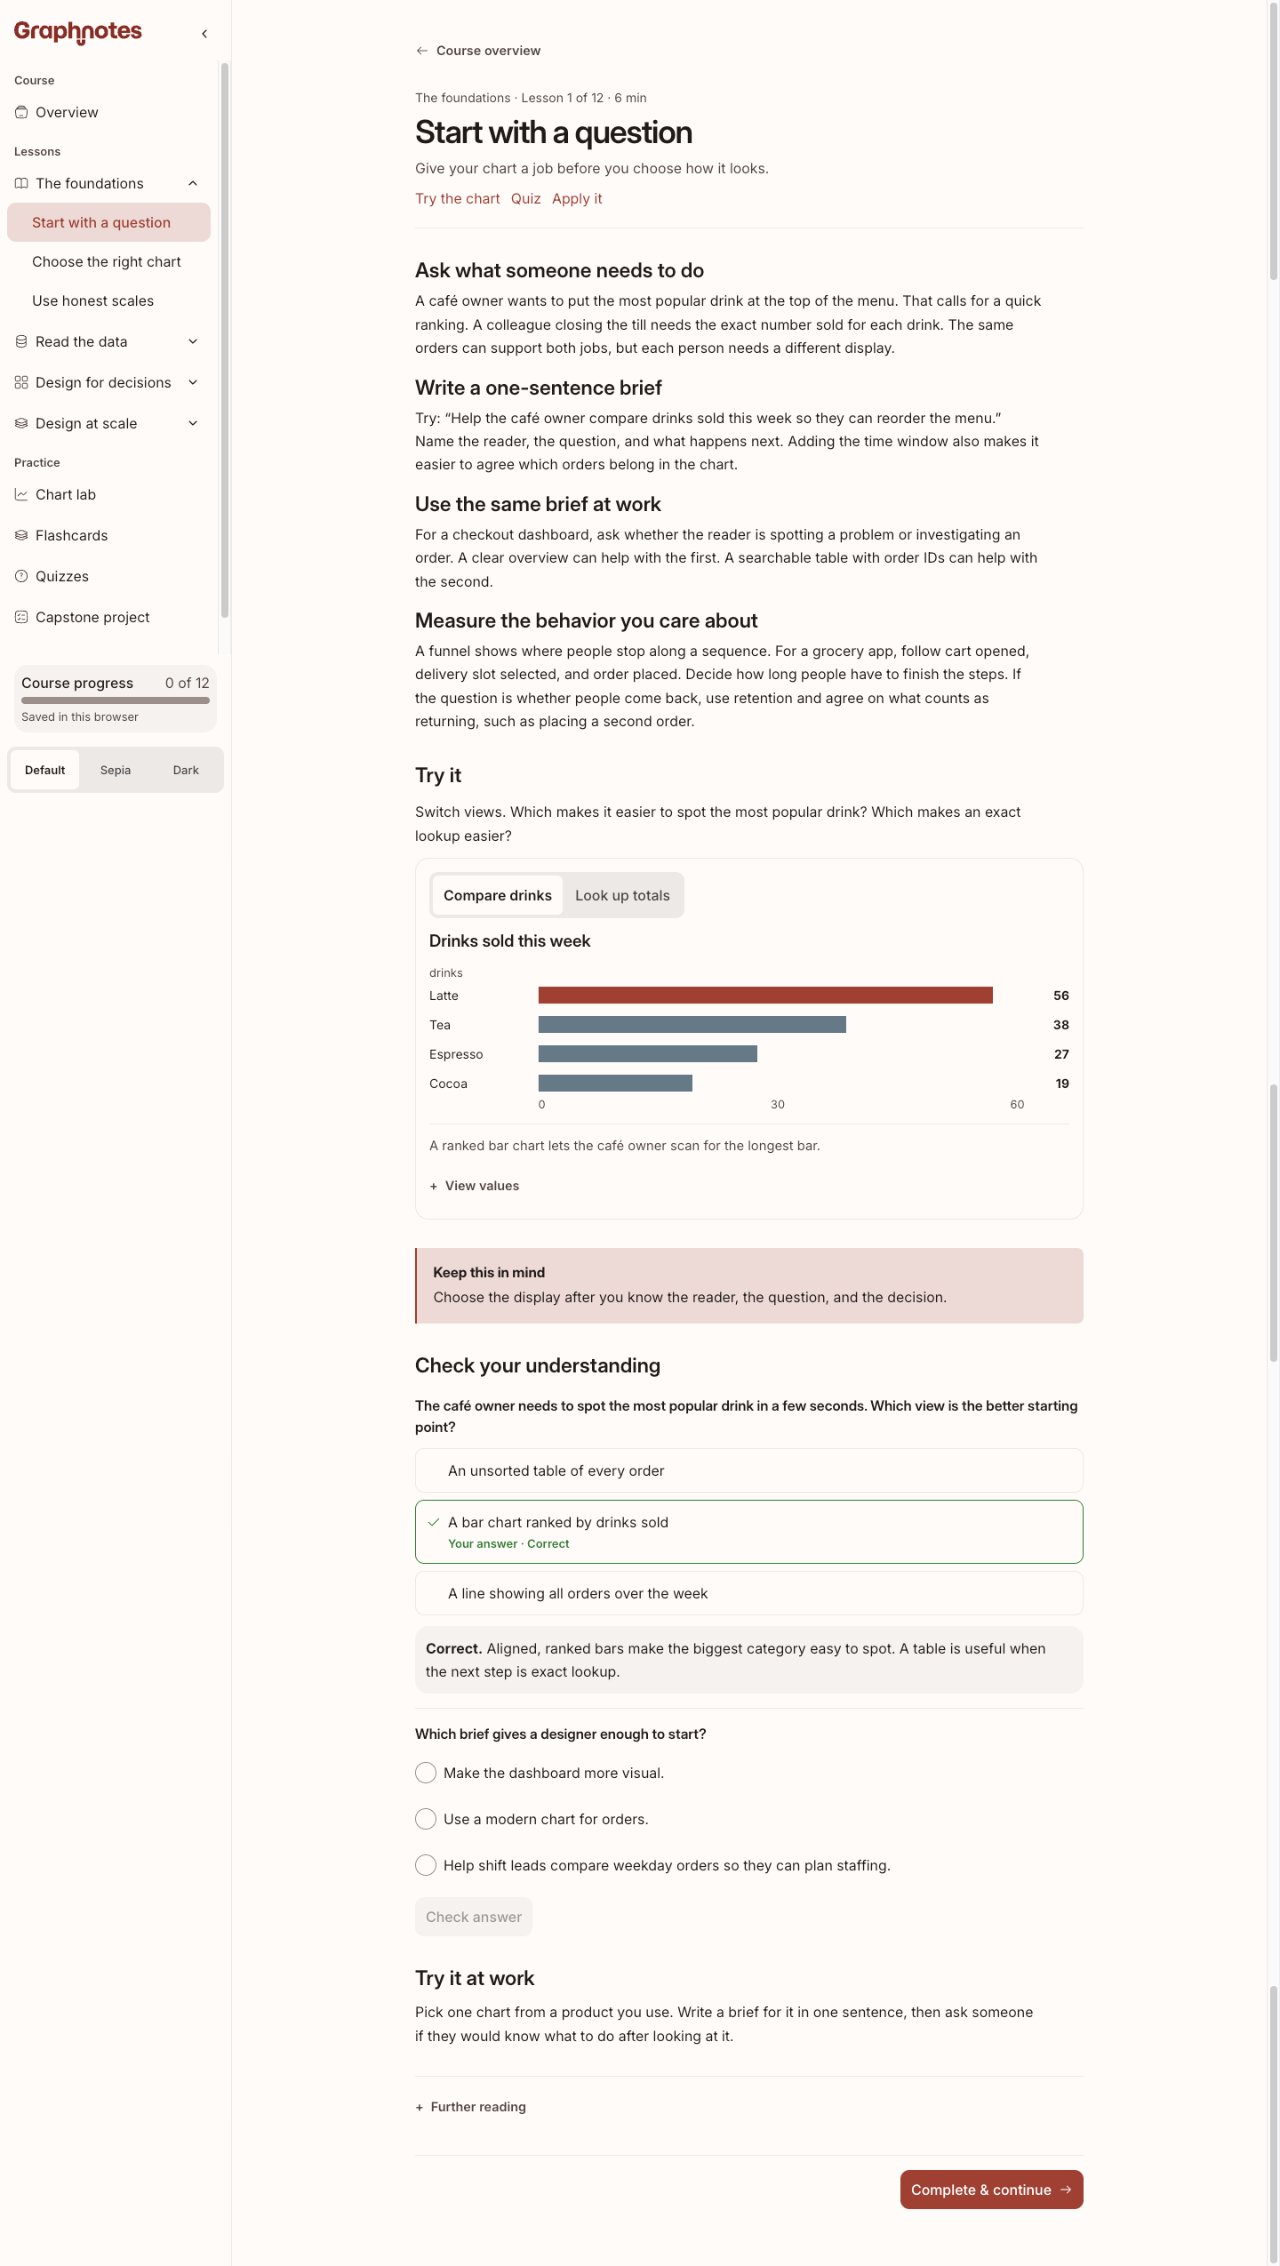 Graphnotes
Course
Overview
Lessons
The foundations
Start with a question
Choose the right chart
Use honest scales
Read the data
Design for decisions
Design at scale
Practice
Chart lab
Flashcards
Quizzes
Capstone project
Course progress 0 of 12
Saved in this browser
Default Sepia Dark
← Course overview
The foundations · Lesson 1 of 12 · 6 min
Start with a question
Give your chart a job before you choose how it looks.
Try the chart Quiz Apply it
Ask what someone needs to do
A café owner wants to put the most popular drink at the top of the menu. That calls for a quick
ranking. A colleague closing the till needs the exact number sold for each drink. The same
orders can support both jobs, but each person needs a different display.
Write a one-sentence brief
Try: “Help the café owner compare drinks sold this week so they can reorder the menu.”
Name the reader, the question, and what happens next. Adding the time window also makes it
easier to agree which orders belong in the chart.
Use the same brief at work
For a checkout dashboard, ask whether the reader is spotting a problem or investigating an
order. A clear overview can help with the first. A searchable table with order IDs can help with
the second.
Measure the behavior you care about
A funnel shows where people stop along a sequence. For a grocery app, follow cart opened,
delivery slot selected, and order placed. Decide how long people have to finish the steps. If
the question is whether people come back, use retention and agree on what counts as
returning, such as placing a second order.
Try it
Switch views. Which makes it easier to spot the most popular drink? Which makes an exact
lookup easier?
Compare drinks Look up totals
Drinks sold this week
drinks
Latte 56
Tea 38
Espresso 27
Cocoa 19
0 30 60
A ranked bar chart lets the café owner scan for the longest bar.
+ View values
Keep this in mind
Choose the display after you know the reader, the question, and the decision.
Check your understanding
The café owner needs to spot the most popular drink in a few seconds. Which view is the better starting
point?
An unsorted table of every order
A bar chart ranked by drinks sold
Your answer · Correct
A line showing all orders over the week
Correct. Aligned, ranked bars make the biggest category easy to spot. A table is useful when
the next step is exact lookup.
Which brief gives a designer enough to start?
Make the dashboard more visual.
Use a modern chart for orders.
Help shift leads compare weekday orders so they can plan staffing.
Check answer
Try it at work
Pick one chart from a product you use. Write a brief for it in one sentence, then ask someone
if they would know what to do after looking at it.
+ Further reading
Complete & continue →